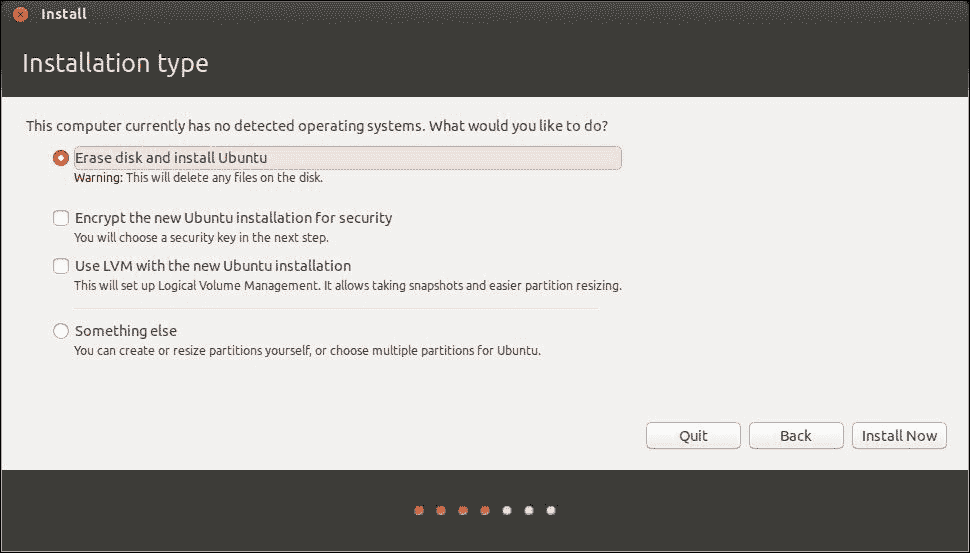 Install
Installation type
This computer currently has no detected operating systems. What would you like to do?
Erase disk and install Ubuntu
Warning: This will delete any files on the disk.
Encrypt the new Ubuntu installation for security
You will choose a security key in the next step.
Use LVM with the new Ubuntu installation
This will set up Logical Volume Management. It allows taking snapshots and easier partition resizing.
Something else
You can create or resize partitions yourself, or choose multiple partitions for Ubuntu.
Quit Back Install Now